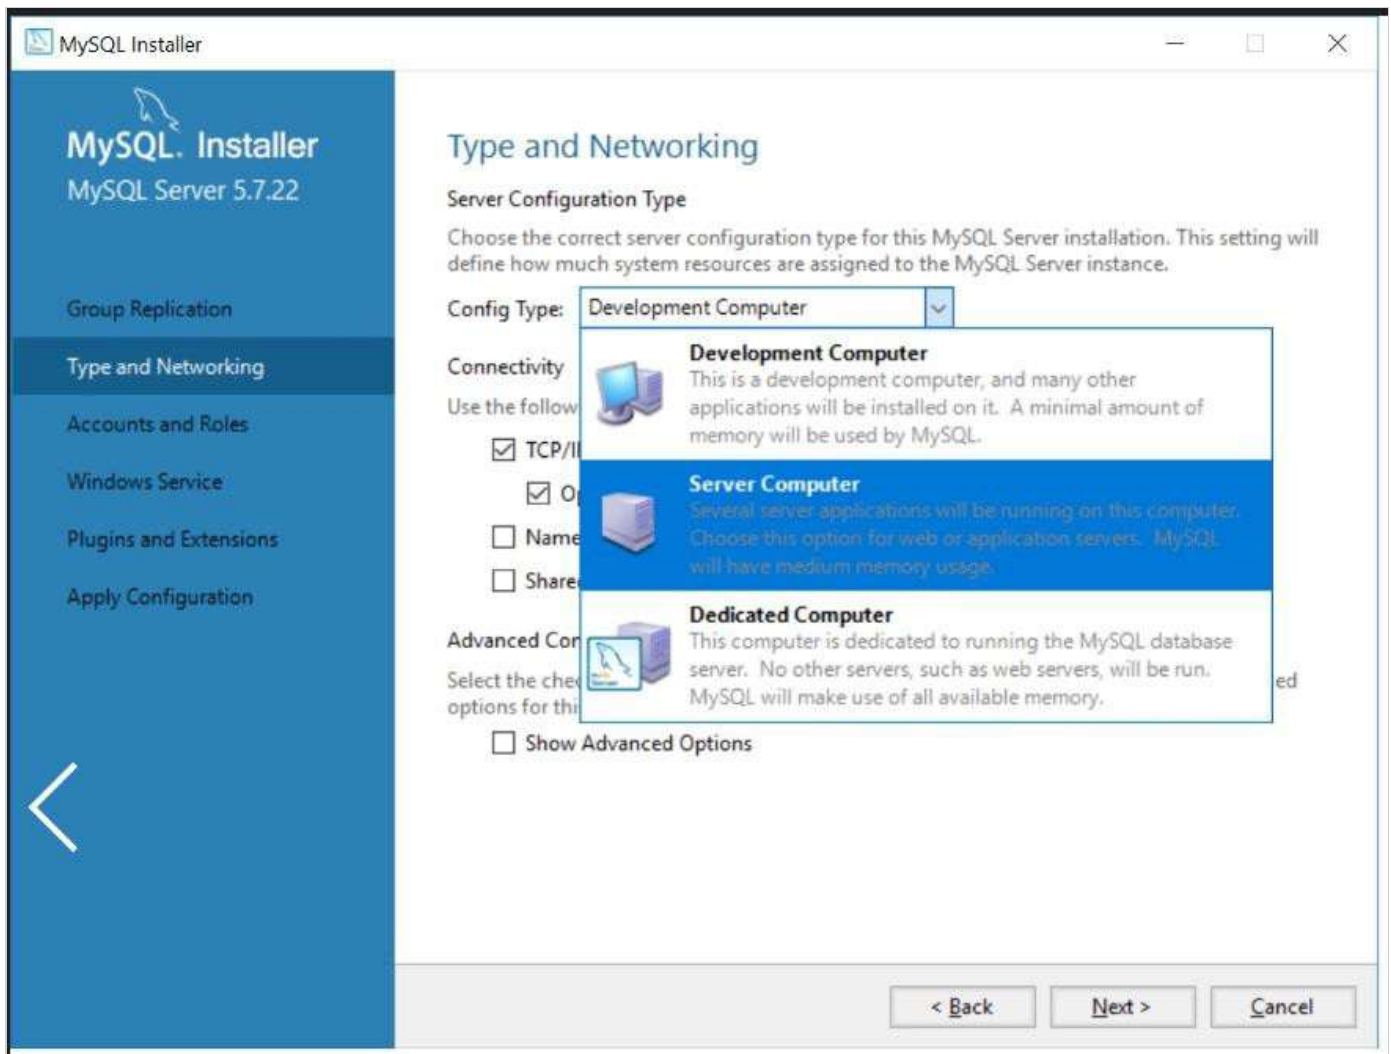 MySQL Installer
MySQL. Installer
MySQL Server 5.7.22
Group Replication
Type and Networking
Accounts and Roles
Windows Service
Plugins and Extensions
Apply Configuration
Type and Networking
Server Configuration Type
Choose the correct server configuration type for this MySQL Server installation. This setting will
define how much system resources are assigned to the MySQL Server instance.
Config Type: Development Computer
Development Computer
This is a development computer, and many other
applications will be installed on it. A minimal amount of
memory will be used by MySQL.
Server Computer
Several server applications will be running on this computer.
Choose this option for web or application servers. MySQL
will have medium memory usage.
Dedicated Computer
This computer is dedicated to running the MySQL database
server. No other servers, such as web servers, will be run.
MySQL will make use of all available memory.
Connectivity
Use the follow
TCP/I
O
Name
Share
Advanced Con
Select the che
ed
options for thi
Show Advanced Options
< Back
Next >
Cancel